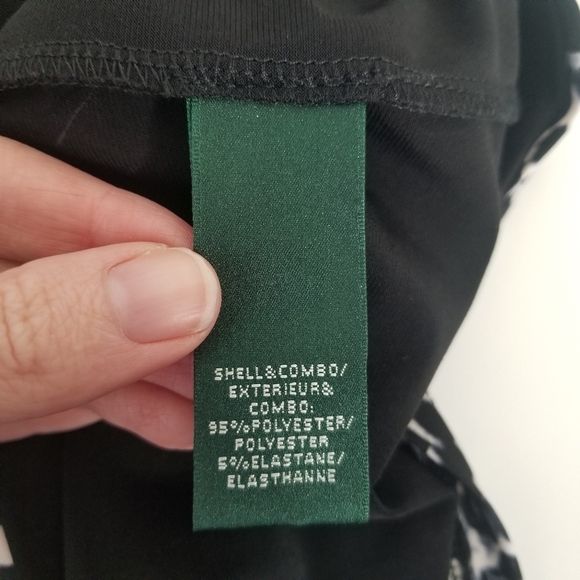 SHELL&COMBO/
EXTERIEUR&
COMBO:
95%POLYESTER/
POLYESTER
5%ELASTANE/
ELASTHANNE